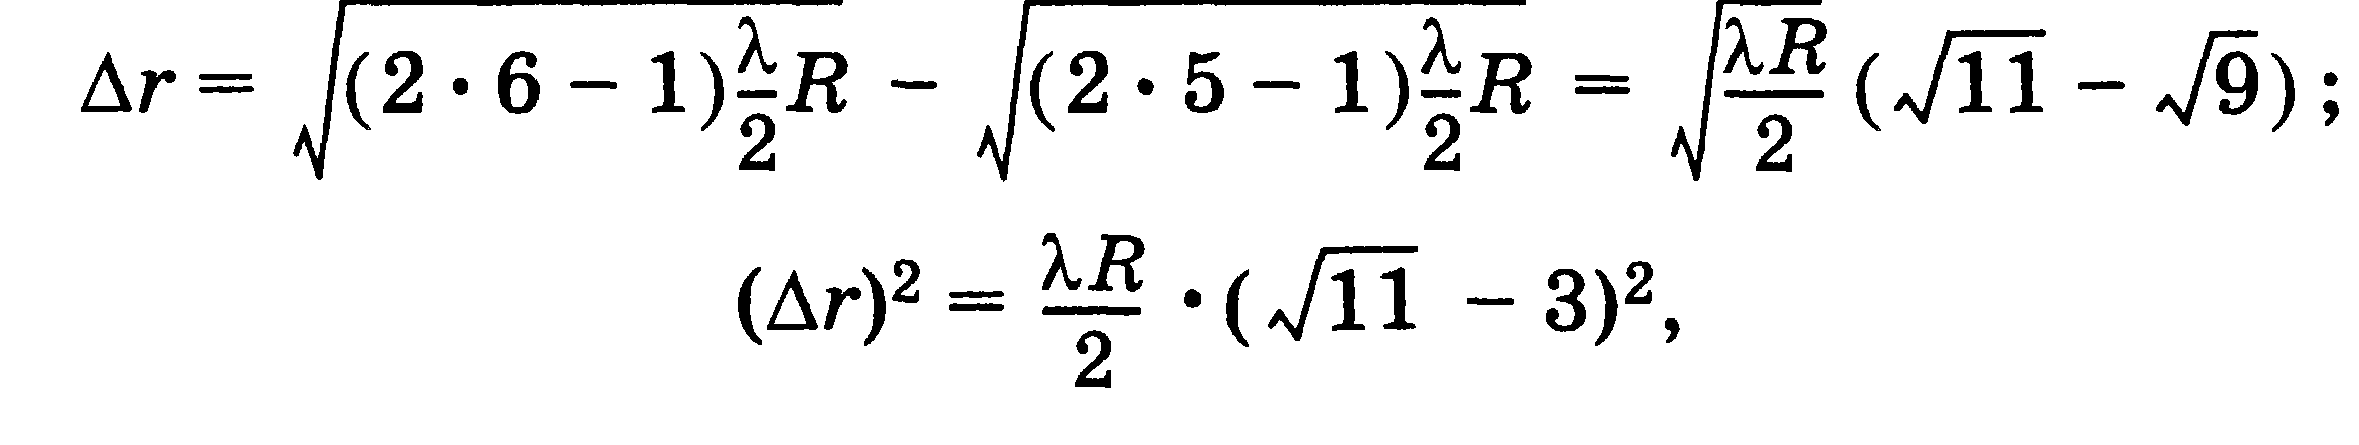 Δr = √((2 · 6 − 1) λ/2 R) − √((2 · 5 − 1) λ/2 R) = √(λR/2) (√11 − √9) ;
(Δr)² = λR/2 · (√11 − 3)²,